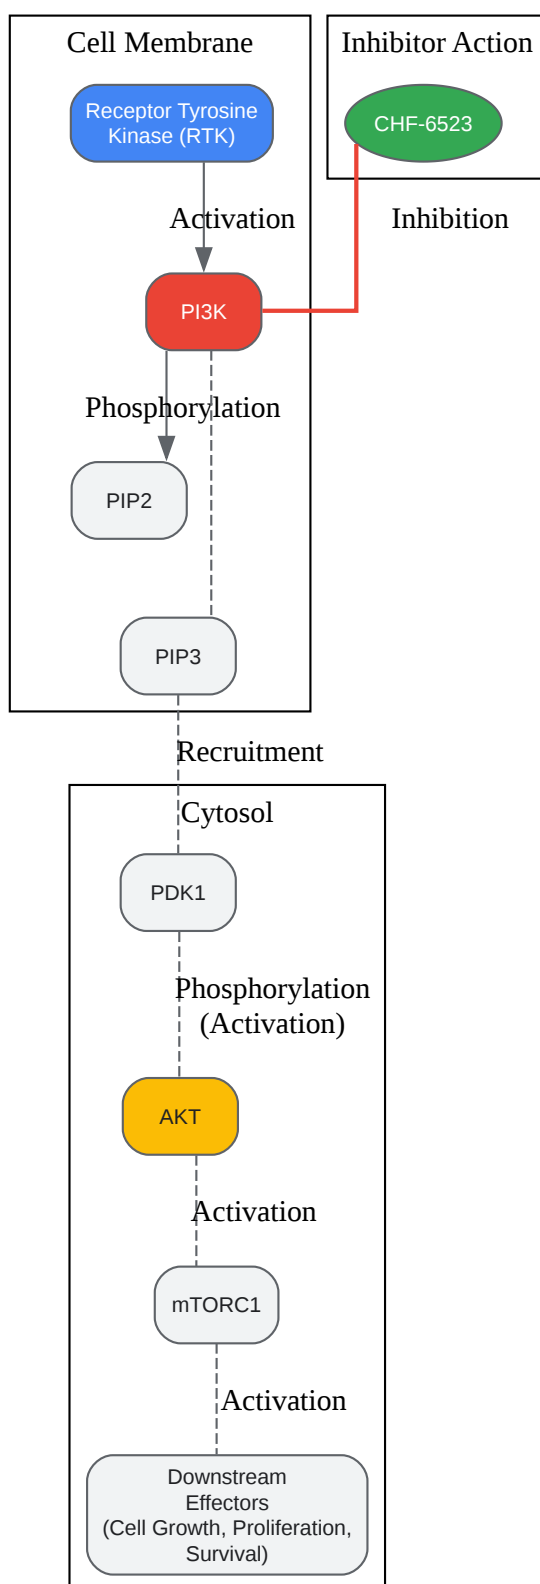 Cell Membrane
Inhibitor Action
Receptor Tyrosine
Kinase (RTK)
CHF-6523
Activation
Inhibition
PI3K
Phosphorylation
PIP2
PIP3
Recruitment
Cytosol
PDK1
Phosphorylation
(Activation)
AKT
Activation
mTORC1
Activation
Downstream
Effectors
(Cell Growth, Proliferation,
Survival)